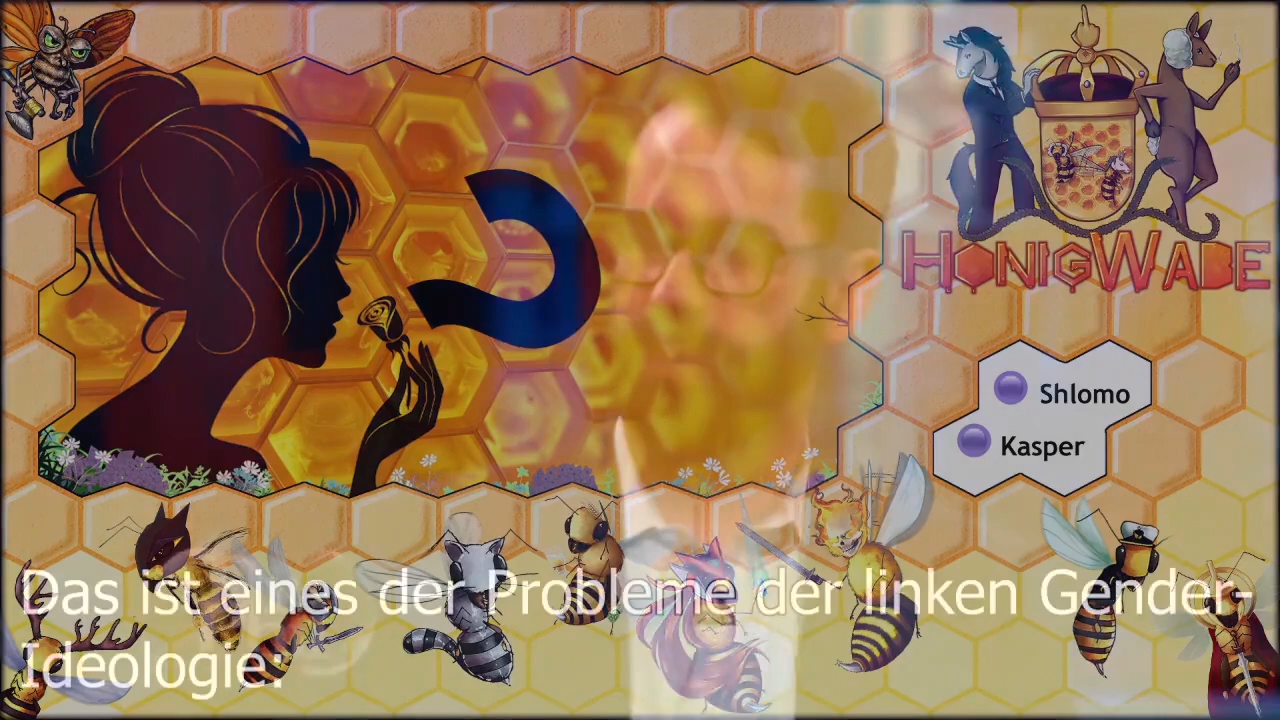 HONIGWABE
Shlomo
Kasper
Das ist eines der Probleme der linken Gender-
Ideologie: